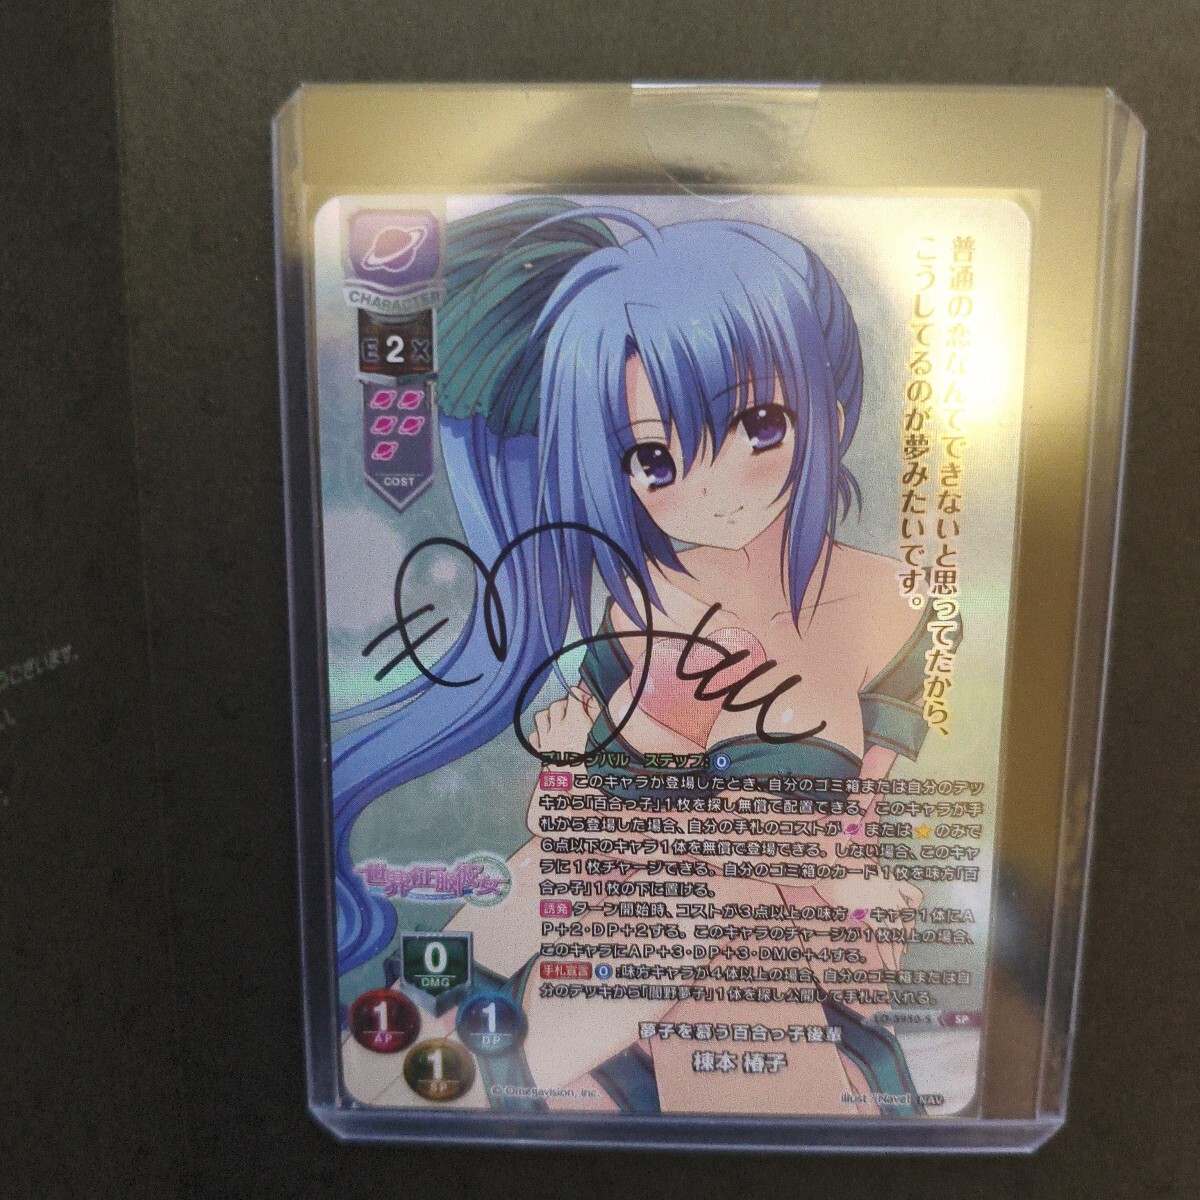 普通の恋なんてできないと思ってたから、
こうしてるのが夢みたいです。
CHARACTER
E 2 X
COST
プリンシパル ステップ:0
誘発 このキャラが登場したとき、自分のゴミ箱または自分のデッ
キから「百合っ子」1枚を探し無償で配置できる。このキャラが手
札から登場した場合、自分の手札のコストが または のみで
6点以下のキャラ1体を無償で登場できる。しない場合、このキャ
ラに1枚チャージできる。自分のゴミ箱のカード1枚を味方「百
合っ子」1枚の下に置ける。
誘発 ターン開始時、コストが3点以上の味方 キャラ1体にA
P+2・DP+2する。このキャラのチャージが1枚以上の場合、
このキャラにAP+3・DP+3・DMG+4する。
手札宣言 0:味方キャラが4体以上の場合、自分のゴミ箱または自
分のデッキから「間野夢子」1体を探し公開して手札に入れる。
世界征服彼女
0
DMG
1
AP
1
DP
1
SP
LO-3950-S SP
夢子を慕う百合っ子後輩
棟本 椿子
© Omegavision, Inc.
illust / Navel NAV
ございます。